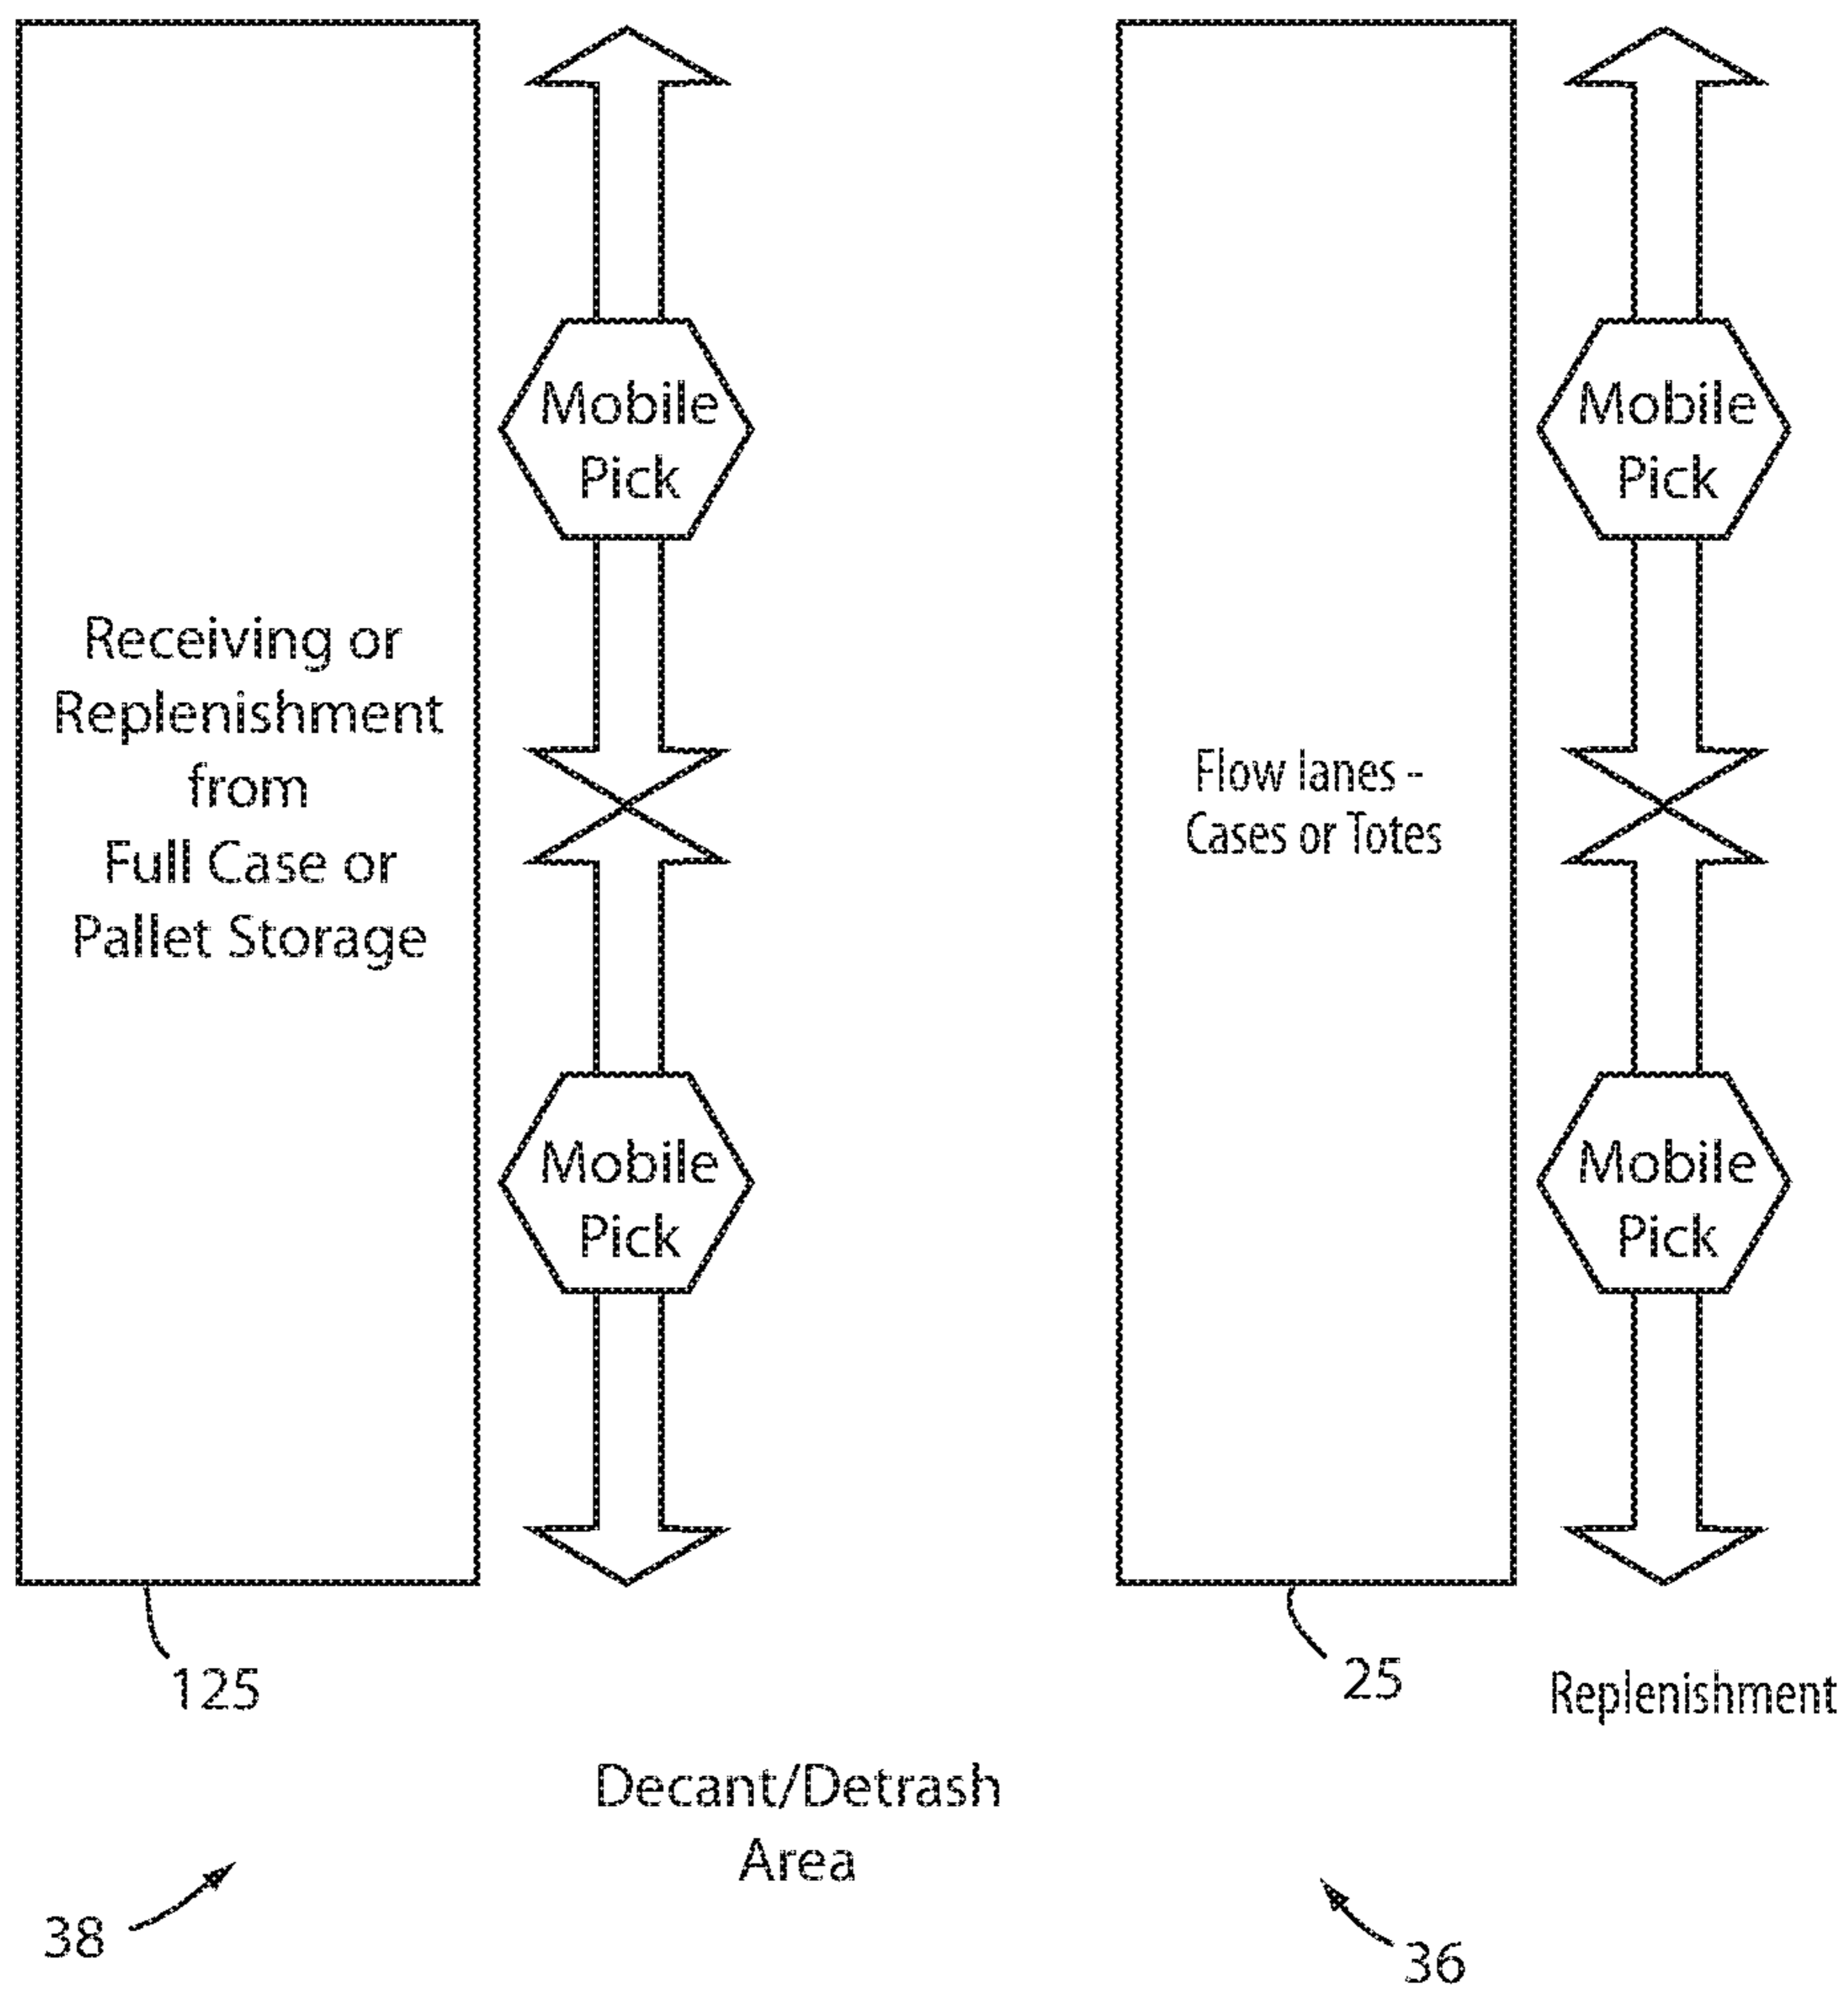 Receiving or
Replenishment
from
Full Case or
Pallet Storage
Mobile
Pick
Mobile
Pick
Flow lanes -
Cases or Totes
Mobile
Pick
Mobile
Pick
125
25
Replenishment
Decant/Detrash
Area
38
36